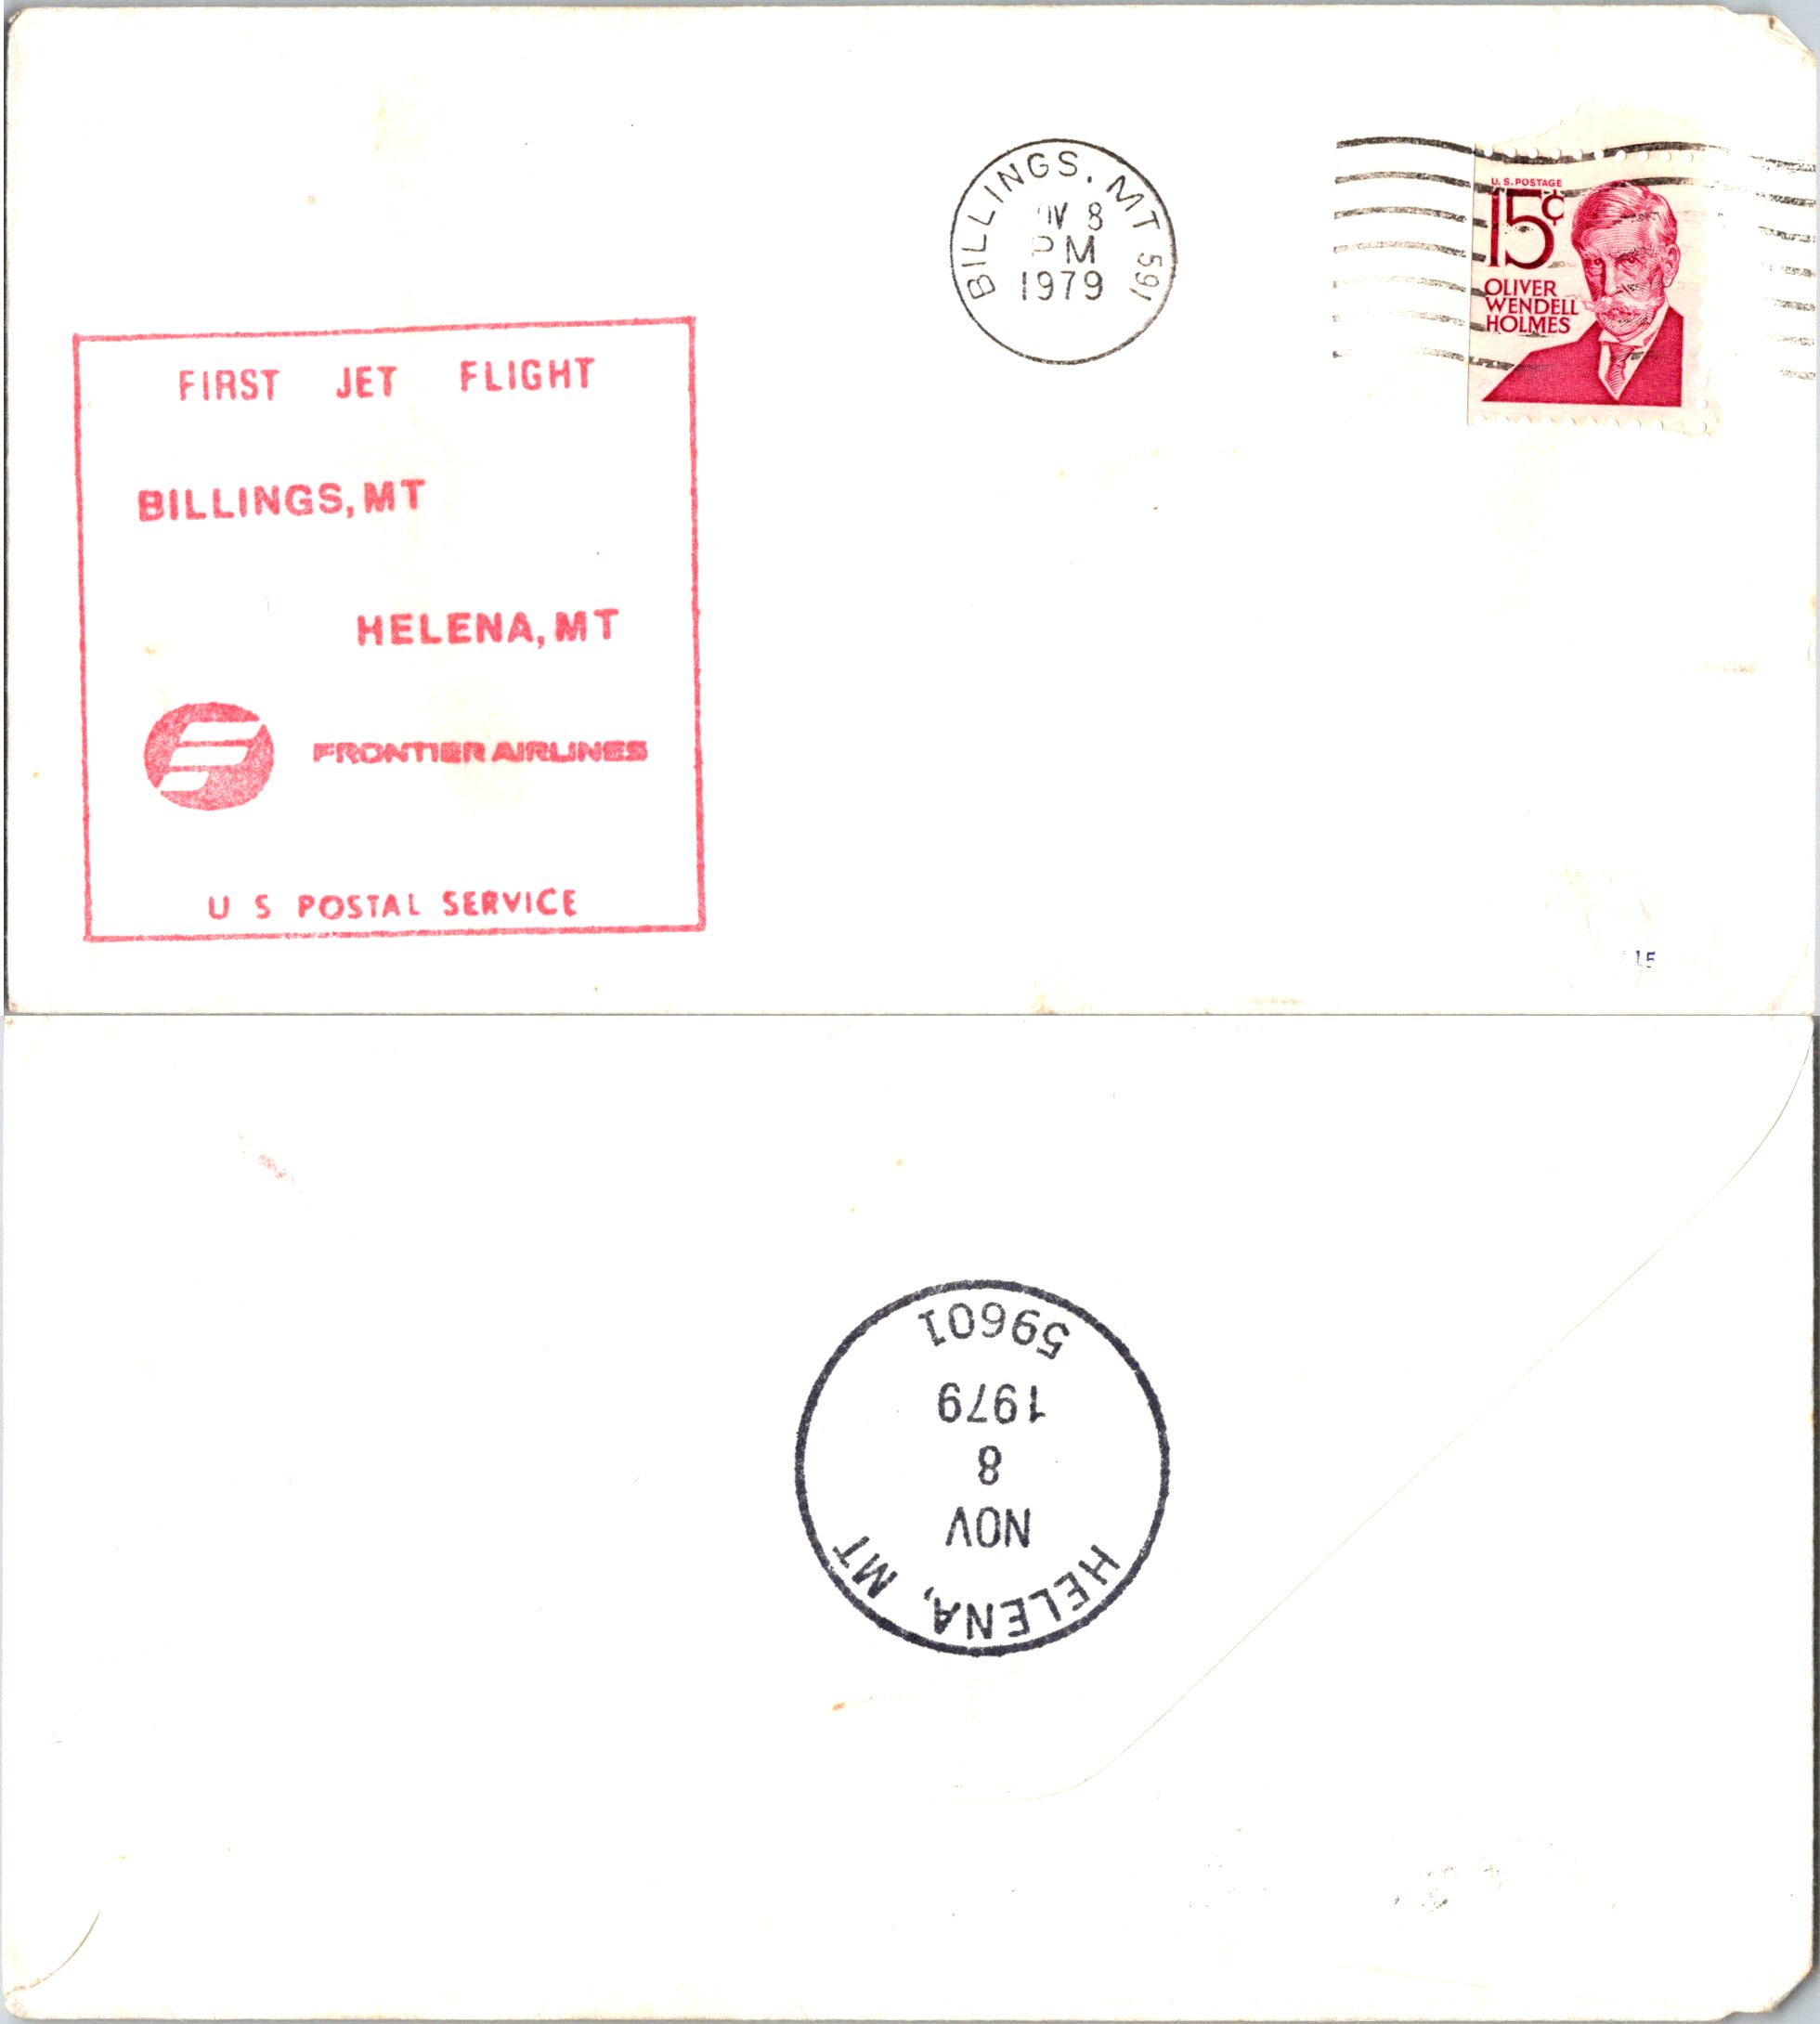 BILLINGS, MT 591
8
PM
1979
U.S. POSTAGE
15¢
OLIVER
WENDELL
HOLMES
FIRST JET FLIGHT
BILLINGS, MT
HELENA, MT
FRONTIER AIRLINES
U S POSTAL SERVICE
15
HELENA, MT
NOV
8
1979
59601